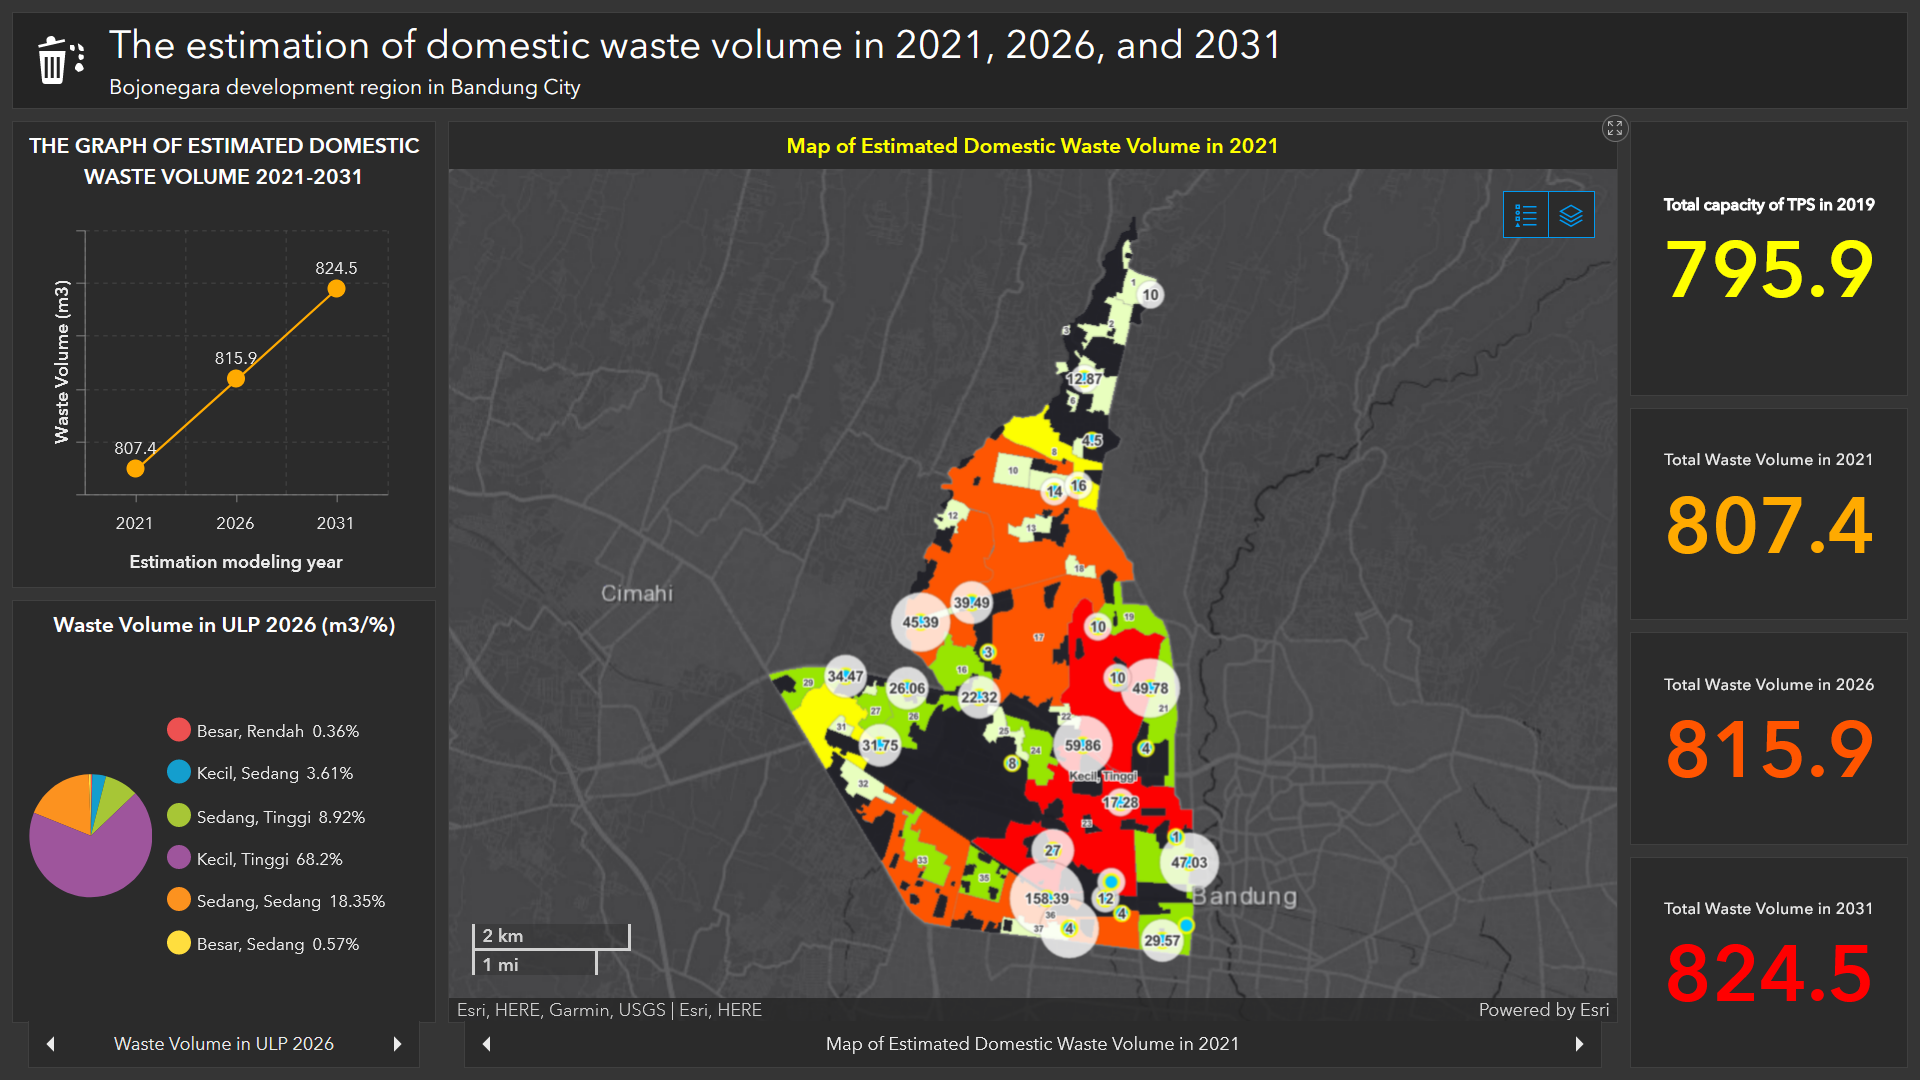 The estimation of domestic waste volume in 2021, 2026, and 2031
Bojonegara development region in Bandung City
THE GRAPH OF ESTIMATED DOMESTIC
WASTE VOLUME 2021-2031
Waste Volume (m3)
824.5
815.9
807.4
2021 2026 2031
Estimation modeling year
Waste Volume in ULP 2026 (m3/%)
Besar, Rendah 0.36%
Kecil, Sedang 3.61%
Sedang, Tinggi 8.92%
Kecil, Tinggi 68.2%
Sedang, Sedang 18.35%
Besar, Sedang 0.57%
Waste Volume in ULP 2026
Map of Estimated Domestic Waste Volume in 2021
1
10
2
3
12.87
6
4.5
8
10
14
16
12
13
18
Cimahi
39.49
45.39
10
19
17
3
16
34.47
29
26.06
22.32
10
49.78
27
26
21
22
31
25
31.75
24
59.86
4
8
Kecil, Tinggi
32
17.28
23
1
27
33
47.03
35
158.39
12
Bandung
36
4
37
4
29.57
2 km
1 mi
Esri, HERE, Garmin, USGS | Esri, HERE
Powered by Esri
Map of Estimated Domestic Waste Volume in 2021
Total capacity of TPS in 2019
795.9
Total Waste Volume in 2021
807.4
Total Waste Volume in 2026
815.9
Total Waste Volume in 2031
824.5